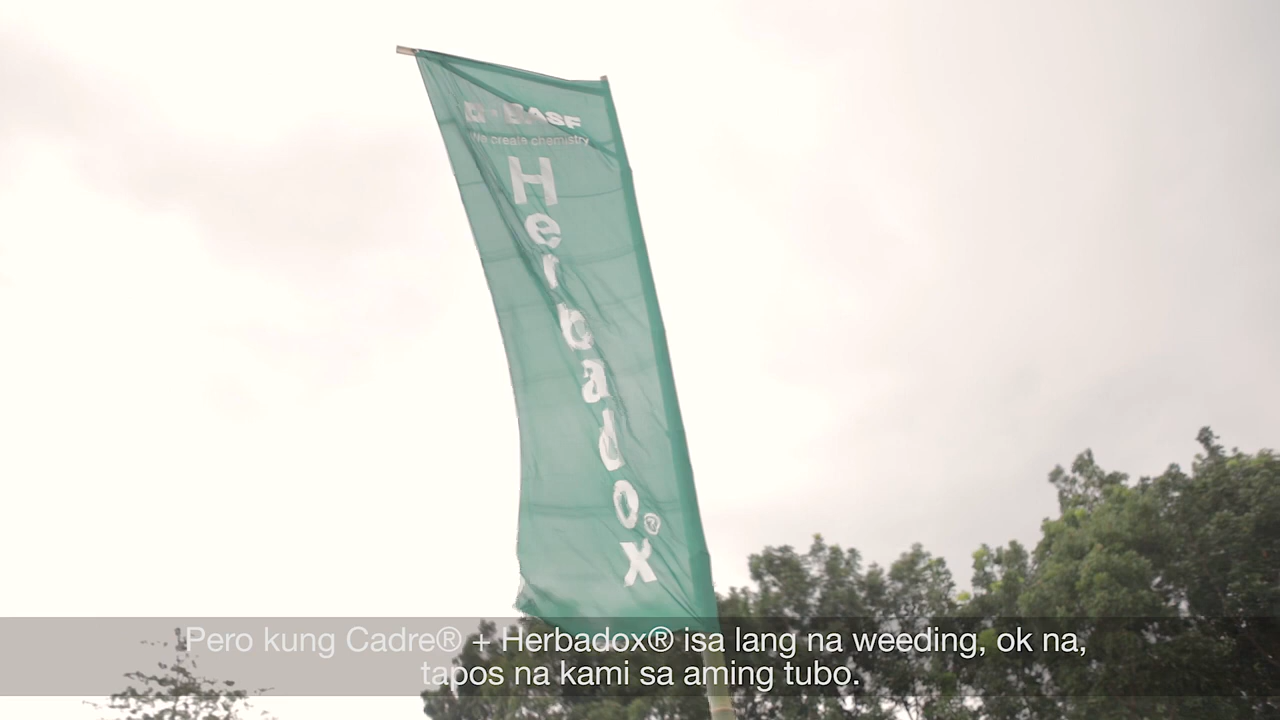 BASF
We create chemistry
Herbadox®
Pero kung Cadre® + Herbadox® isa lang na weeding, ok na,
tapos na kami sa aming tubo.